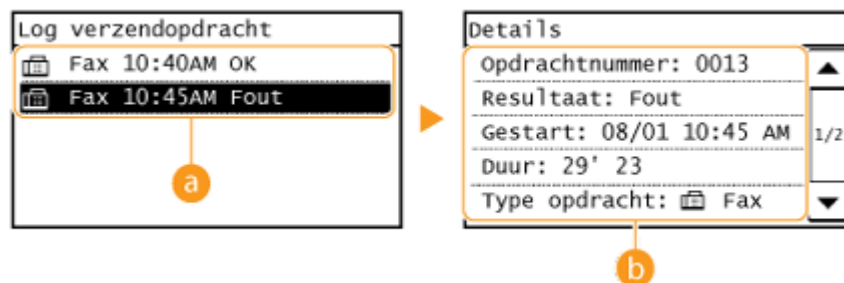 Log verzendopdracht
Fax 10:40AM OK
Fax 10:45AM Fout
a
Details
Opdrachtnummer: 0013
Resultaat: Fout
Gestart: 08/01 10:45 AM
Duur: 29' 23
Type opdracht: Fax
1/2
b